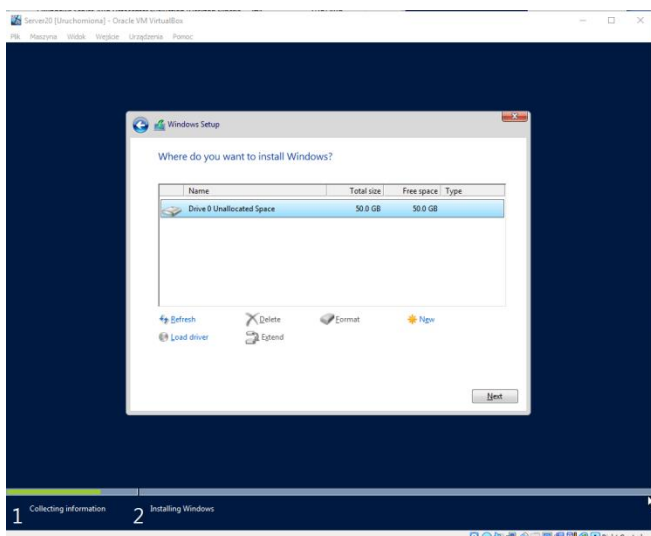 Server20 [Uruchomiona] - Oracle VM VirtualBox
Plik Maszyna Widok Wejście Urządzenia Pomoc
Windows Setup
Where do you want to install Windows?
Name Total size Free space Type
Drive 0 Unallocated Space 50.0 GB 50.0 GB
Refresh Delete Format New
Load driver Extend
Next
1 Collecting information 2 Installing Windows